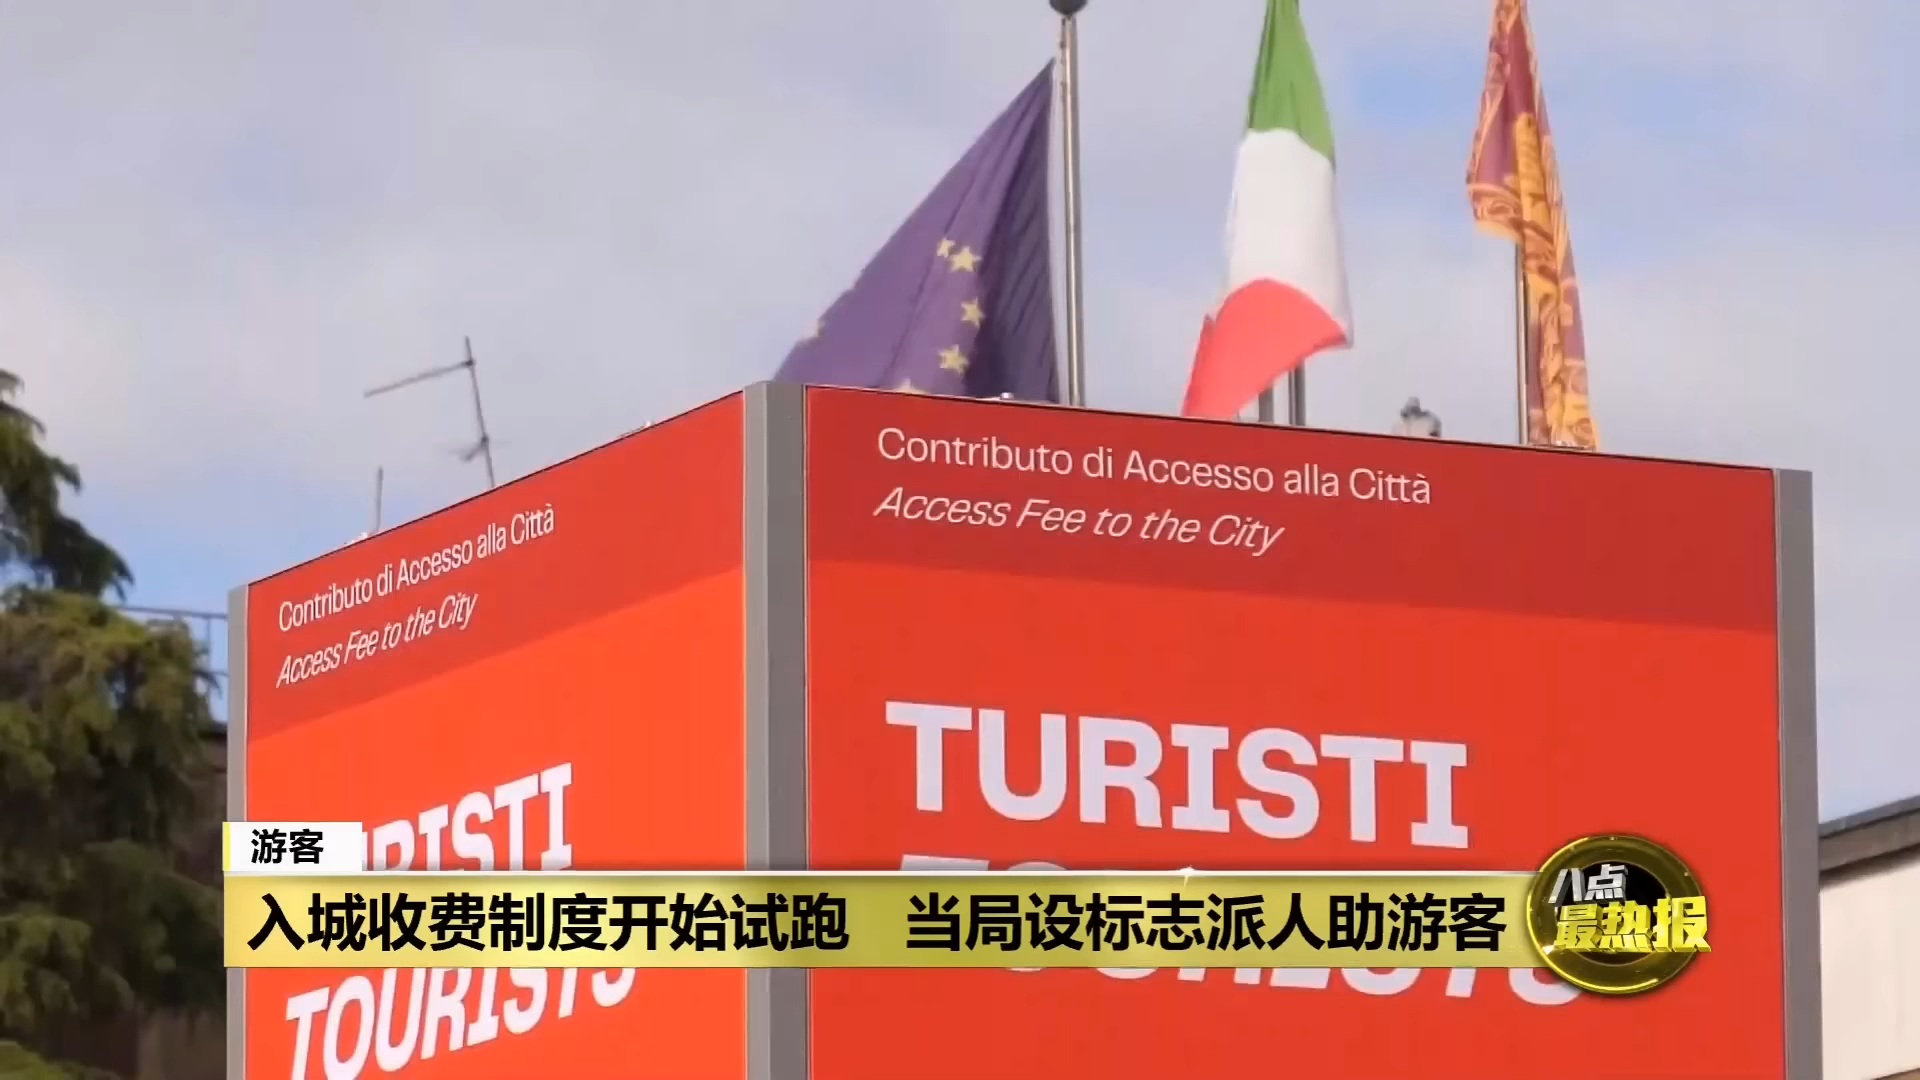 Contributo di Accesso alla Città
Access Fee to the City
TURISTI
TOURISTS
Contributo di Accesso alla Città
Access Fee to the City
TURISTI
TOURISTS
游客
入城收费制度开始试跑 当局设标志派人助游客
八点
最热报